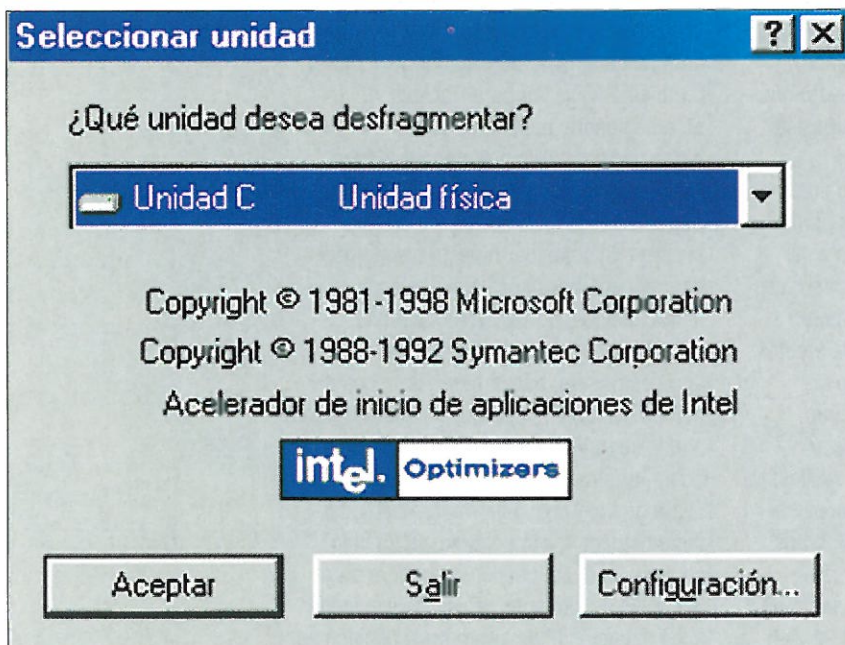 Seleccionar unidad
¿Qué unidad desea desfragmentar?
Unidad C Unidad física
Copyright © 1981-1998 Microsoft Corporation
Copyright © 1988-1992 Symantec Corporation
Acelerador de inicio de aplicaciones de Intel
intel. Optimizers
Aceptar Salir Configuración...